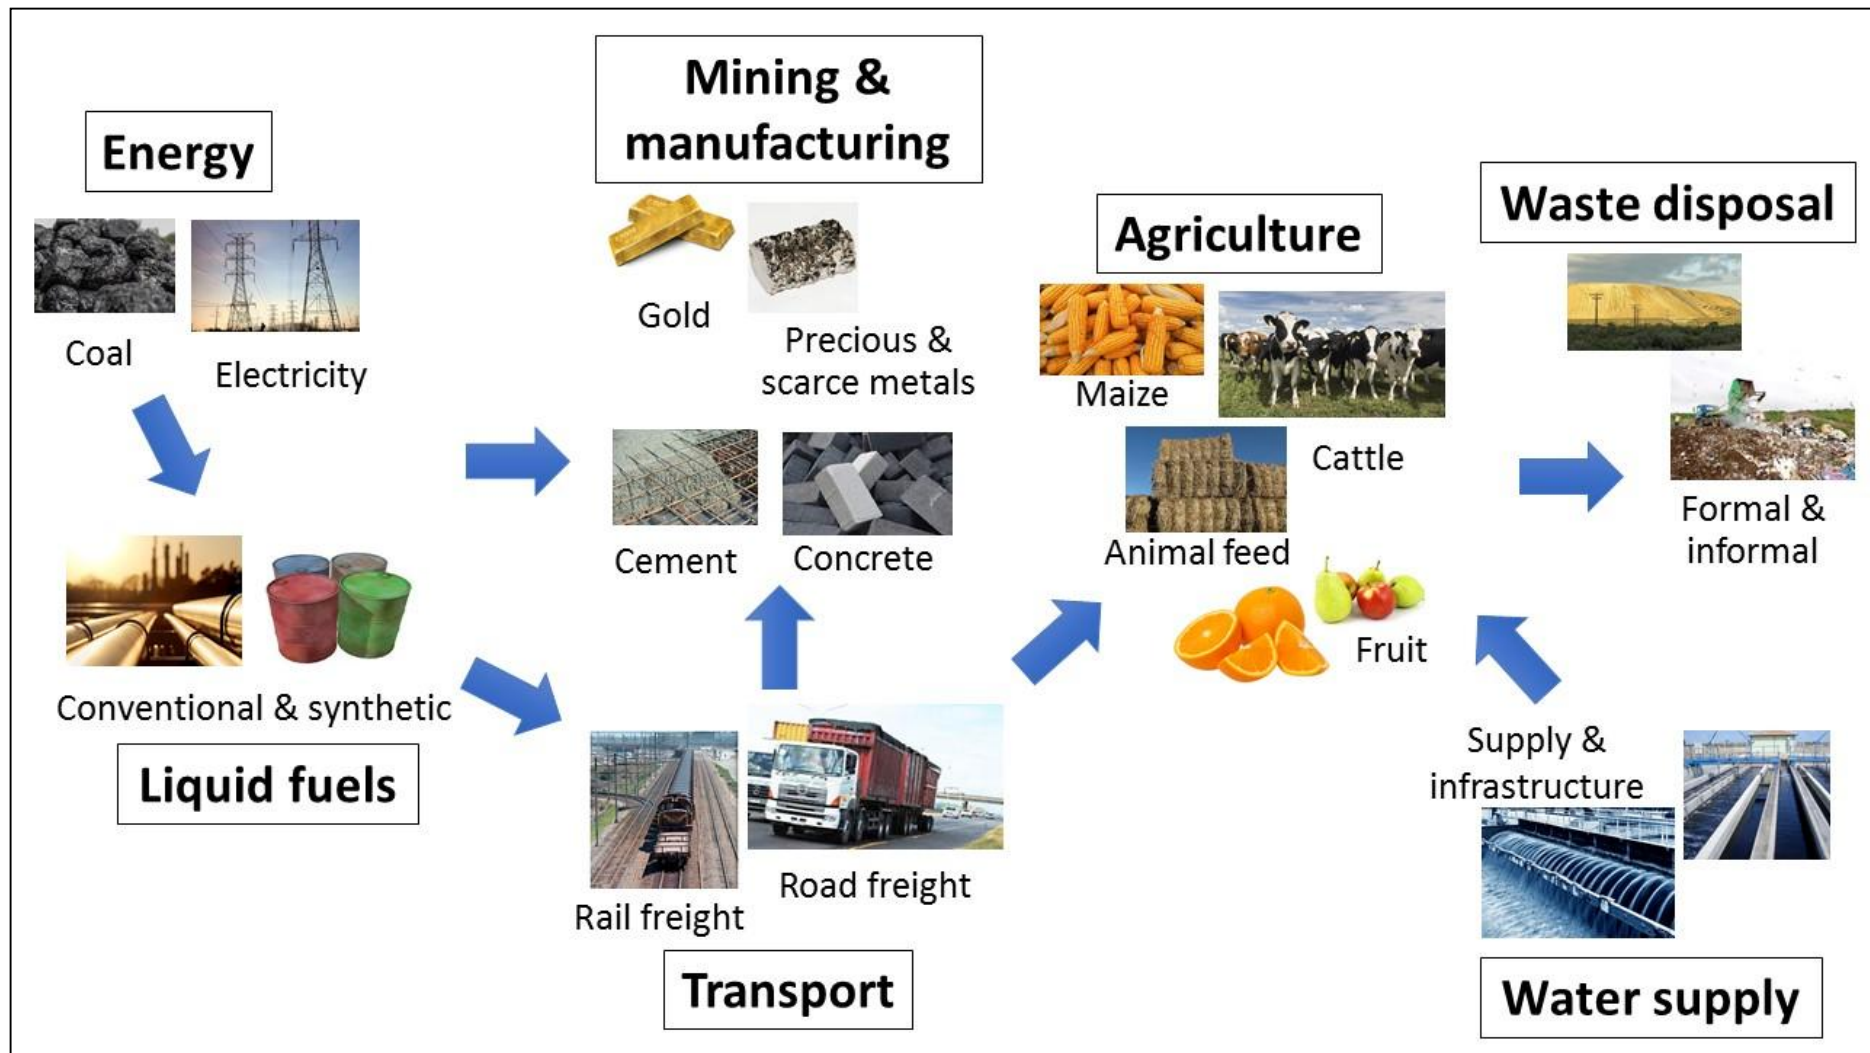 Energy
Coal
Electricity
Conventional & synthetic
Liquid fuels
Mining &
manufacturing
Gold
Precious &
scarce metals
Cement
Concrete
Rail freight
Road freight
Transport
Agriculture
Maize
Cattle
Animal feed
Fruit
Waste disposal
Formal &
informal
Supply &
infrastructure
Water supply